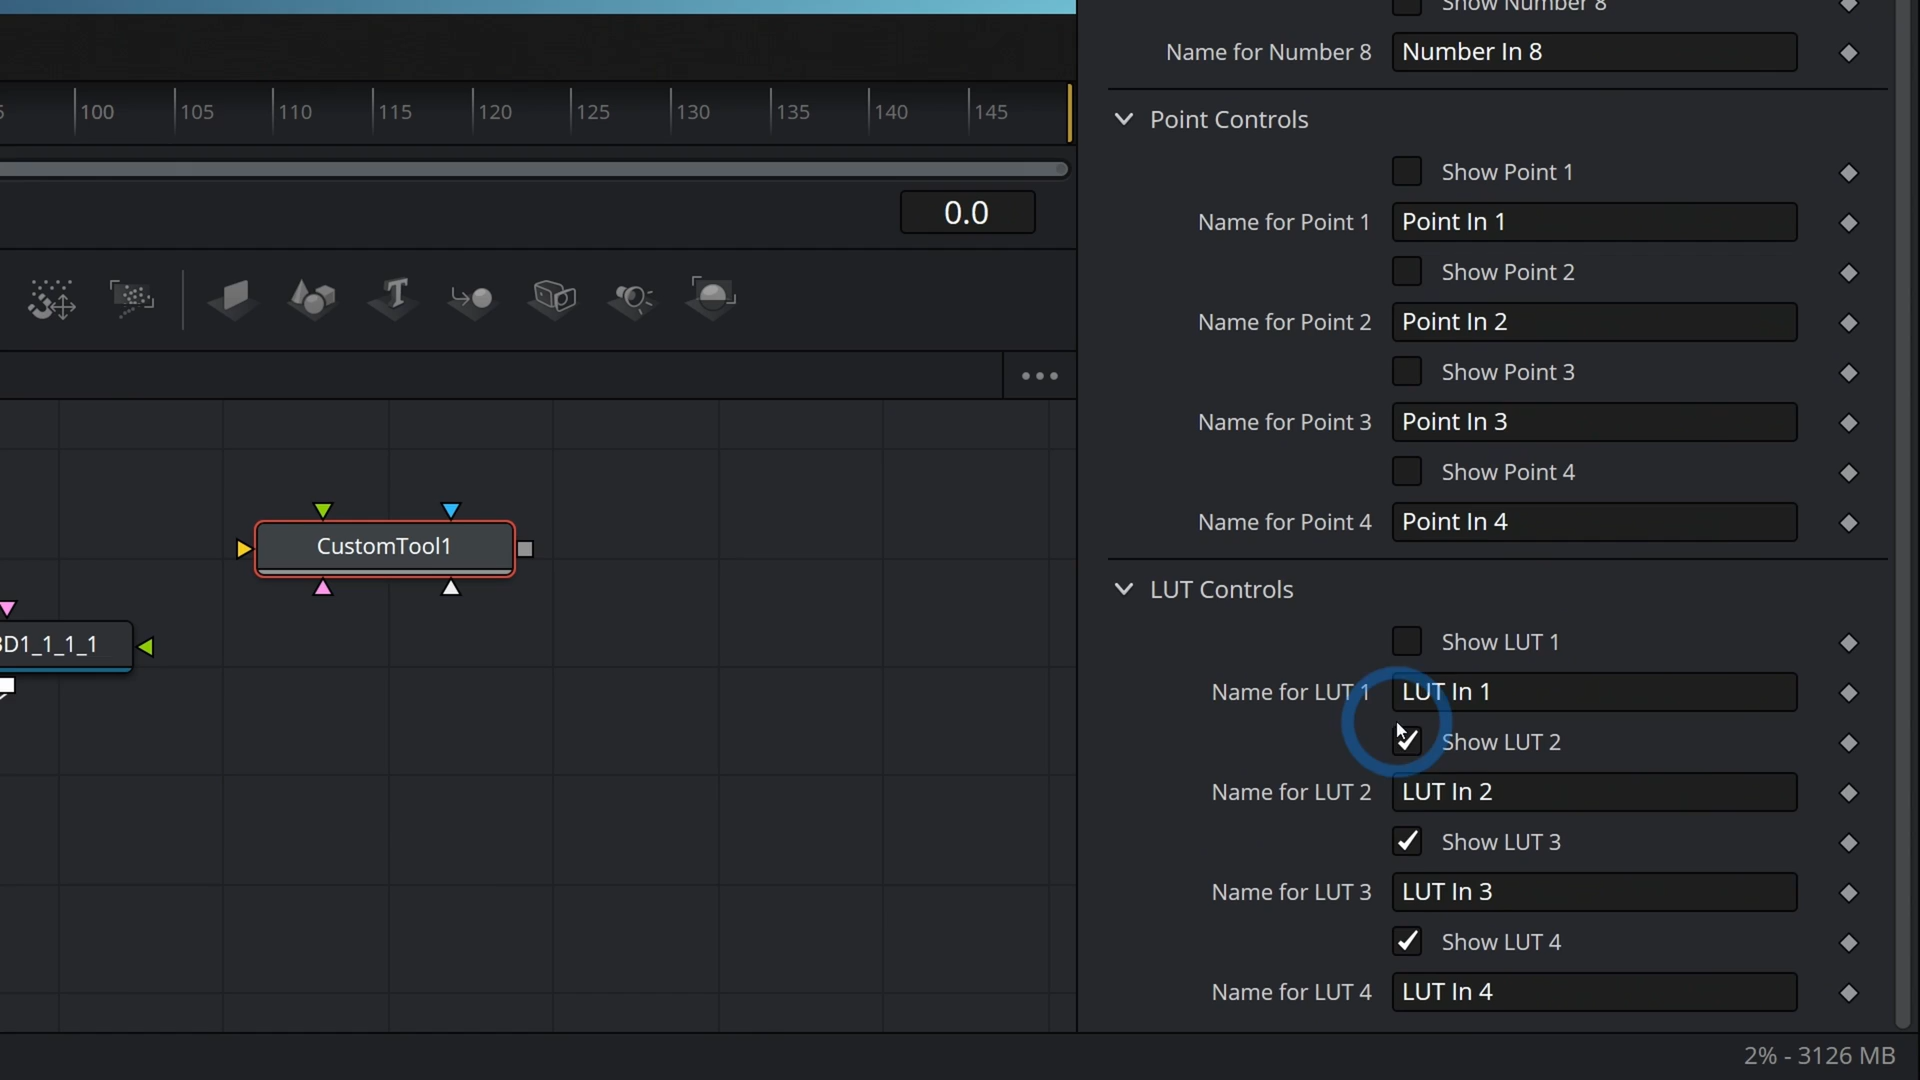 Show Number 8
Name for Number 8 Number In 8
100 105 110 115 120 125 130 135 140 145
Point Controls
Show Point 1
0.0
Name for Point 1 Point In 1
Show Point 2
Name for Point 2 Point In 2
Show Point 3
Name for Point 3 Point In 3
Show Point 4
Name for Point 4 Point In 4
CustomTool1
LUT Controls
3D1_1_1_1
Show LUT 1
Name for LUT 1 LUT In 1
Show LUT 2
Name for LUT 2 LUT In 2
Show LUT 3
Name for LUT 3 LUT In 3
Show LUT 4
Name for LUT 4 LUT In 4
2% - 3126 MB